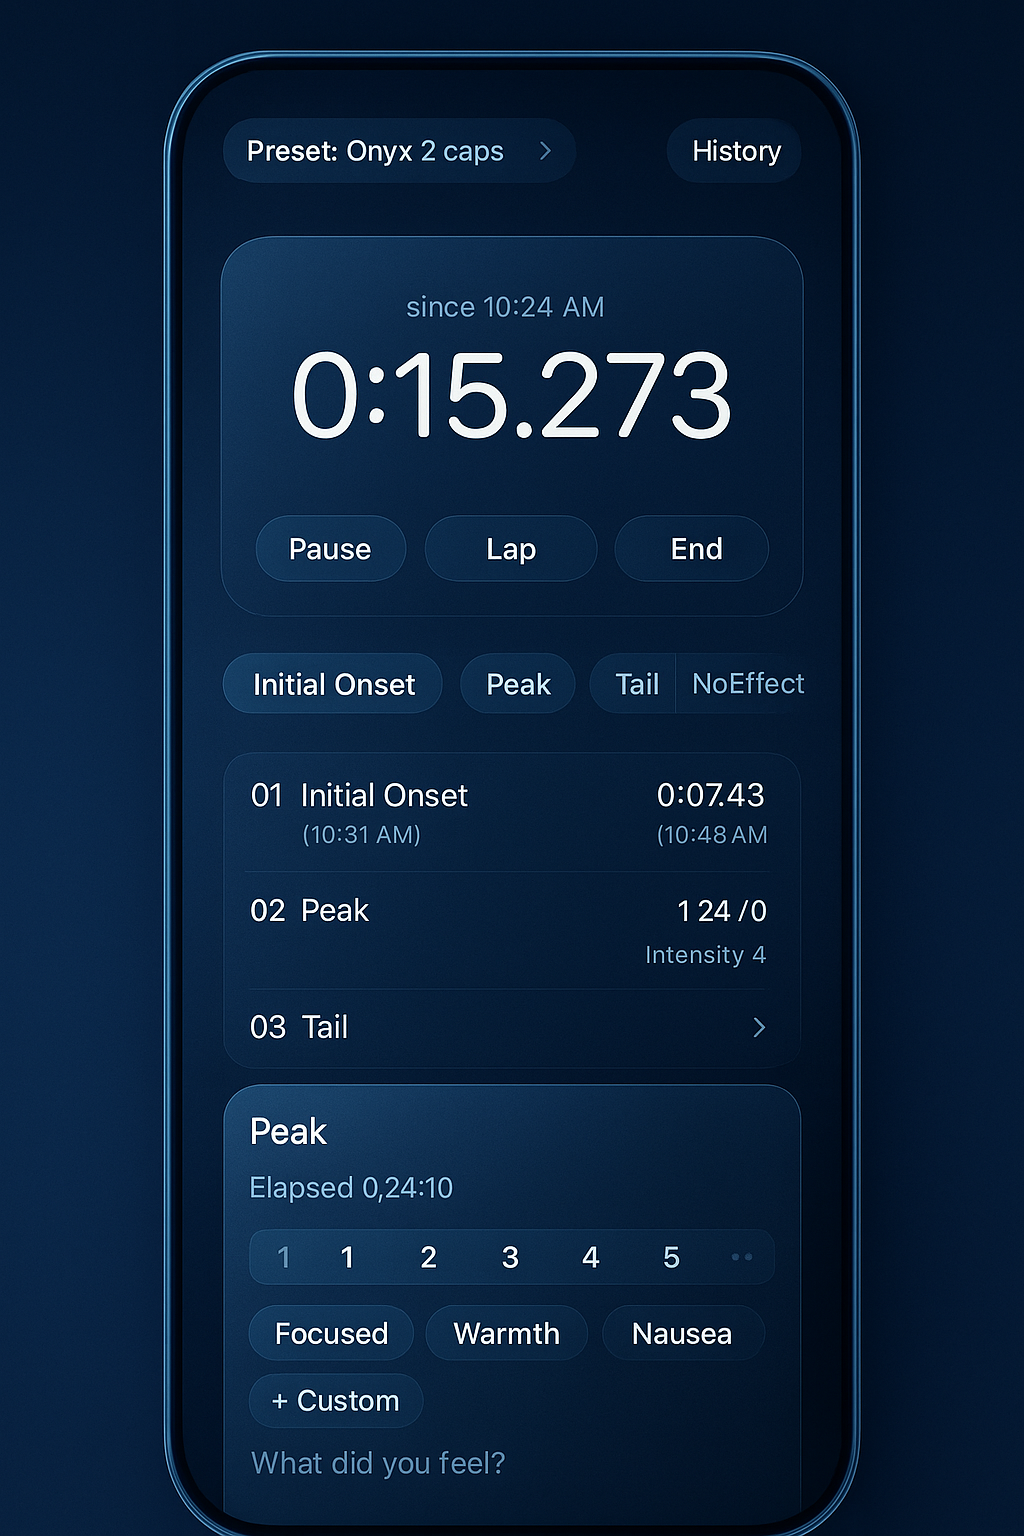 Preset: Onyx 2 caps
History
since 10:24 AM
0:15.273
Pause Lap End
Initial Onset Peak Tail NoEffect
01 Initial Onset 0:07.43
(10:31 AM) (10:48 AM
02 Peak 1 24 /0
Intensity 4
03 Tail
Peak
Elapsed 0,24:10
1 1 2 3 4 5
Focused Warmth Nausea
+ Custom
What did you feel?